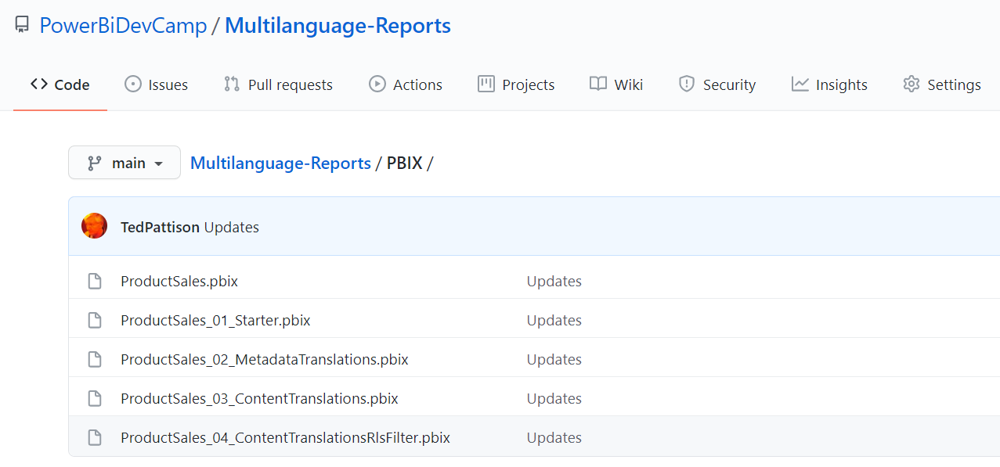 PowerBiDevCamp / Multilanguage-Reports
Code Issues Pull requests Actions Projects Wiki Security Insights Settings
main Multilanguage-Reports / PBIX /
TedPattison Updates
ProductSales.pbix Updates
ProductSales_01_Starter.pbix Updates
ProductSales_02_MetadataTranslations.pbix Updates
ProductSales_03_ContentTranslations.pbix Updates
ProductSales_04_ContentTranslationsRlsFilter.pbix Updates